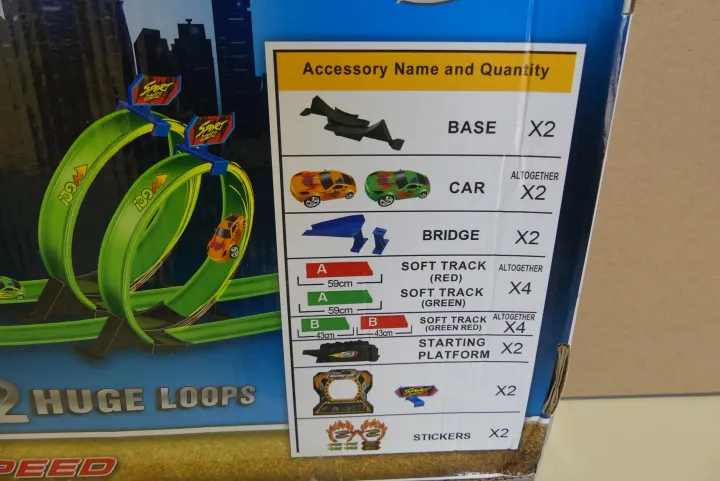 Accessory Name and Quantity
BASE X2
CAR ALTOGETHER X2
BRIDGE X2
A SOFT TRACK (RED) ALTOGETHER X4
59cm
A SOFT TRACK (GREEN)
59cm
B B SOFT TRACK (GREEN RED) ALTOGETHER X4
43cm 43cm
STARTING PLATFORM X2
X2
STICKERS X2
GO!
GO!
2 HUGE LOOPS
PEED